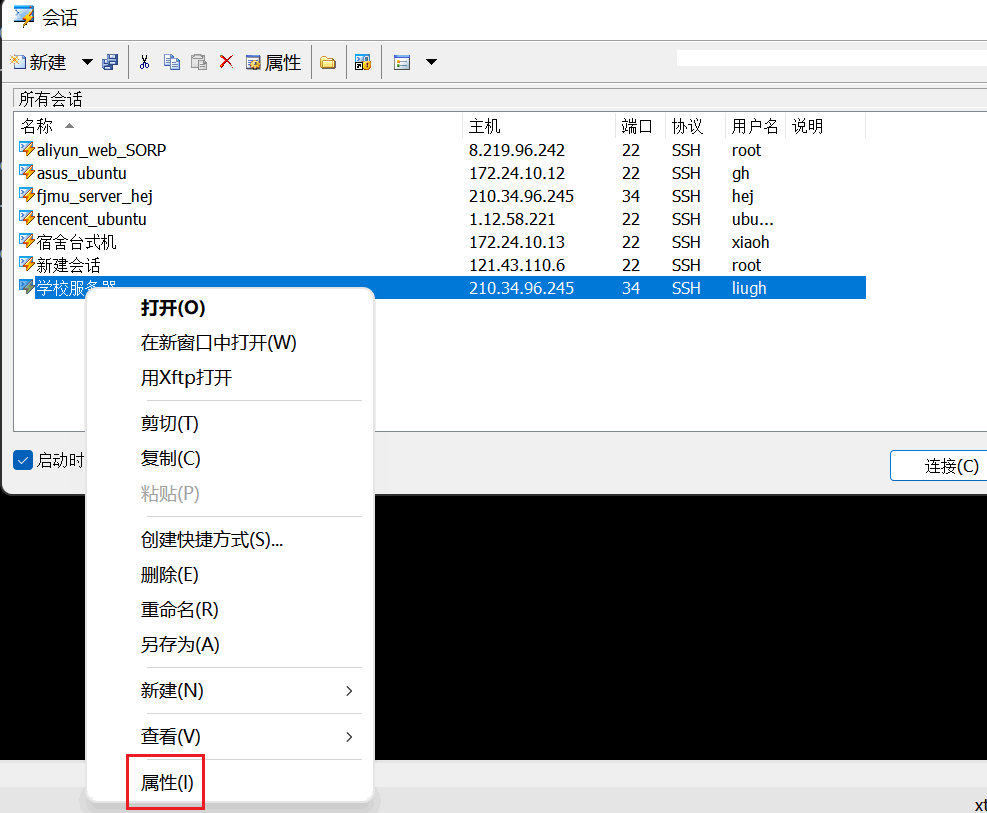 会话
新建 属性
所有会话
名称 主机 端口 协议 用户名 说明
aliyun_web_SORP 8.219.96.242 22 SSH root
asus_ubuntu 172.24.10.12 22 SSH gh
fjmu_server_hej 210.34.96.245 34 SSH hej
tencent_ubuntu 1.12.58.221 22 SSH ubu...
宿舍台式机 172.24.10.13 22 SSH xiaoh
新建会话 121.43.110.6 22 SSH root
学校服务器 210.34.96.245 34 SSH liugh
打开(O)
在新窗口中打开(W)
用Xftp打开
剪切(T)
启动时 复制(C) 连接(C)
粘贴(P)
创建快捷方式(S)...
删除(E)
重命名(R)
另存为(A)
新建(N)
查看(V)
属性(I)
xt